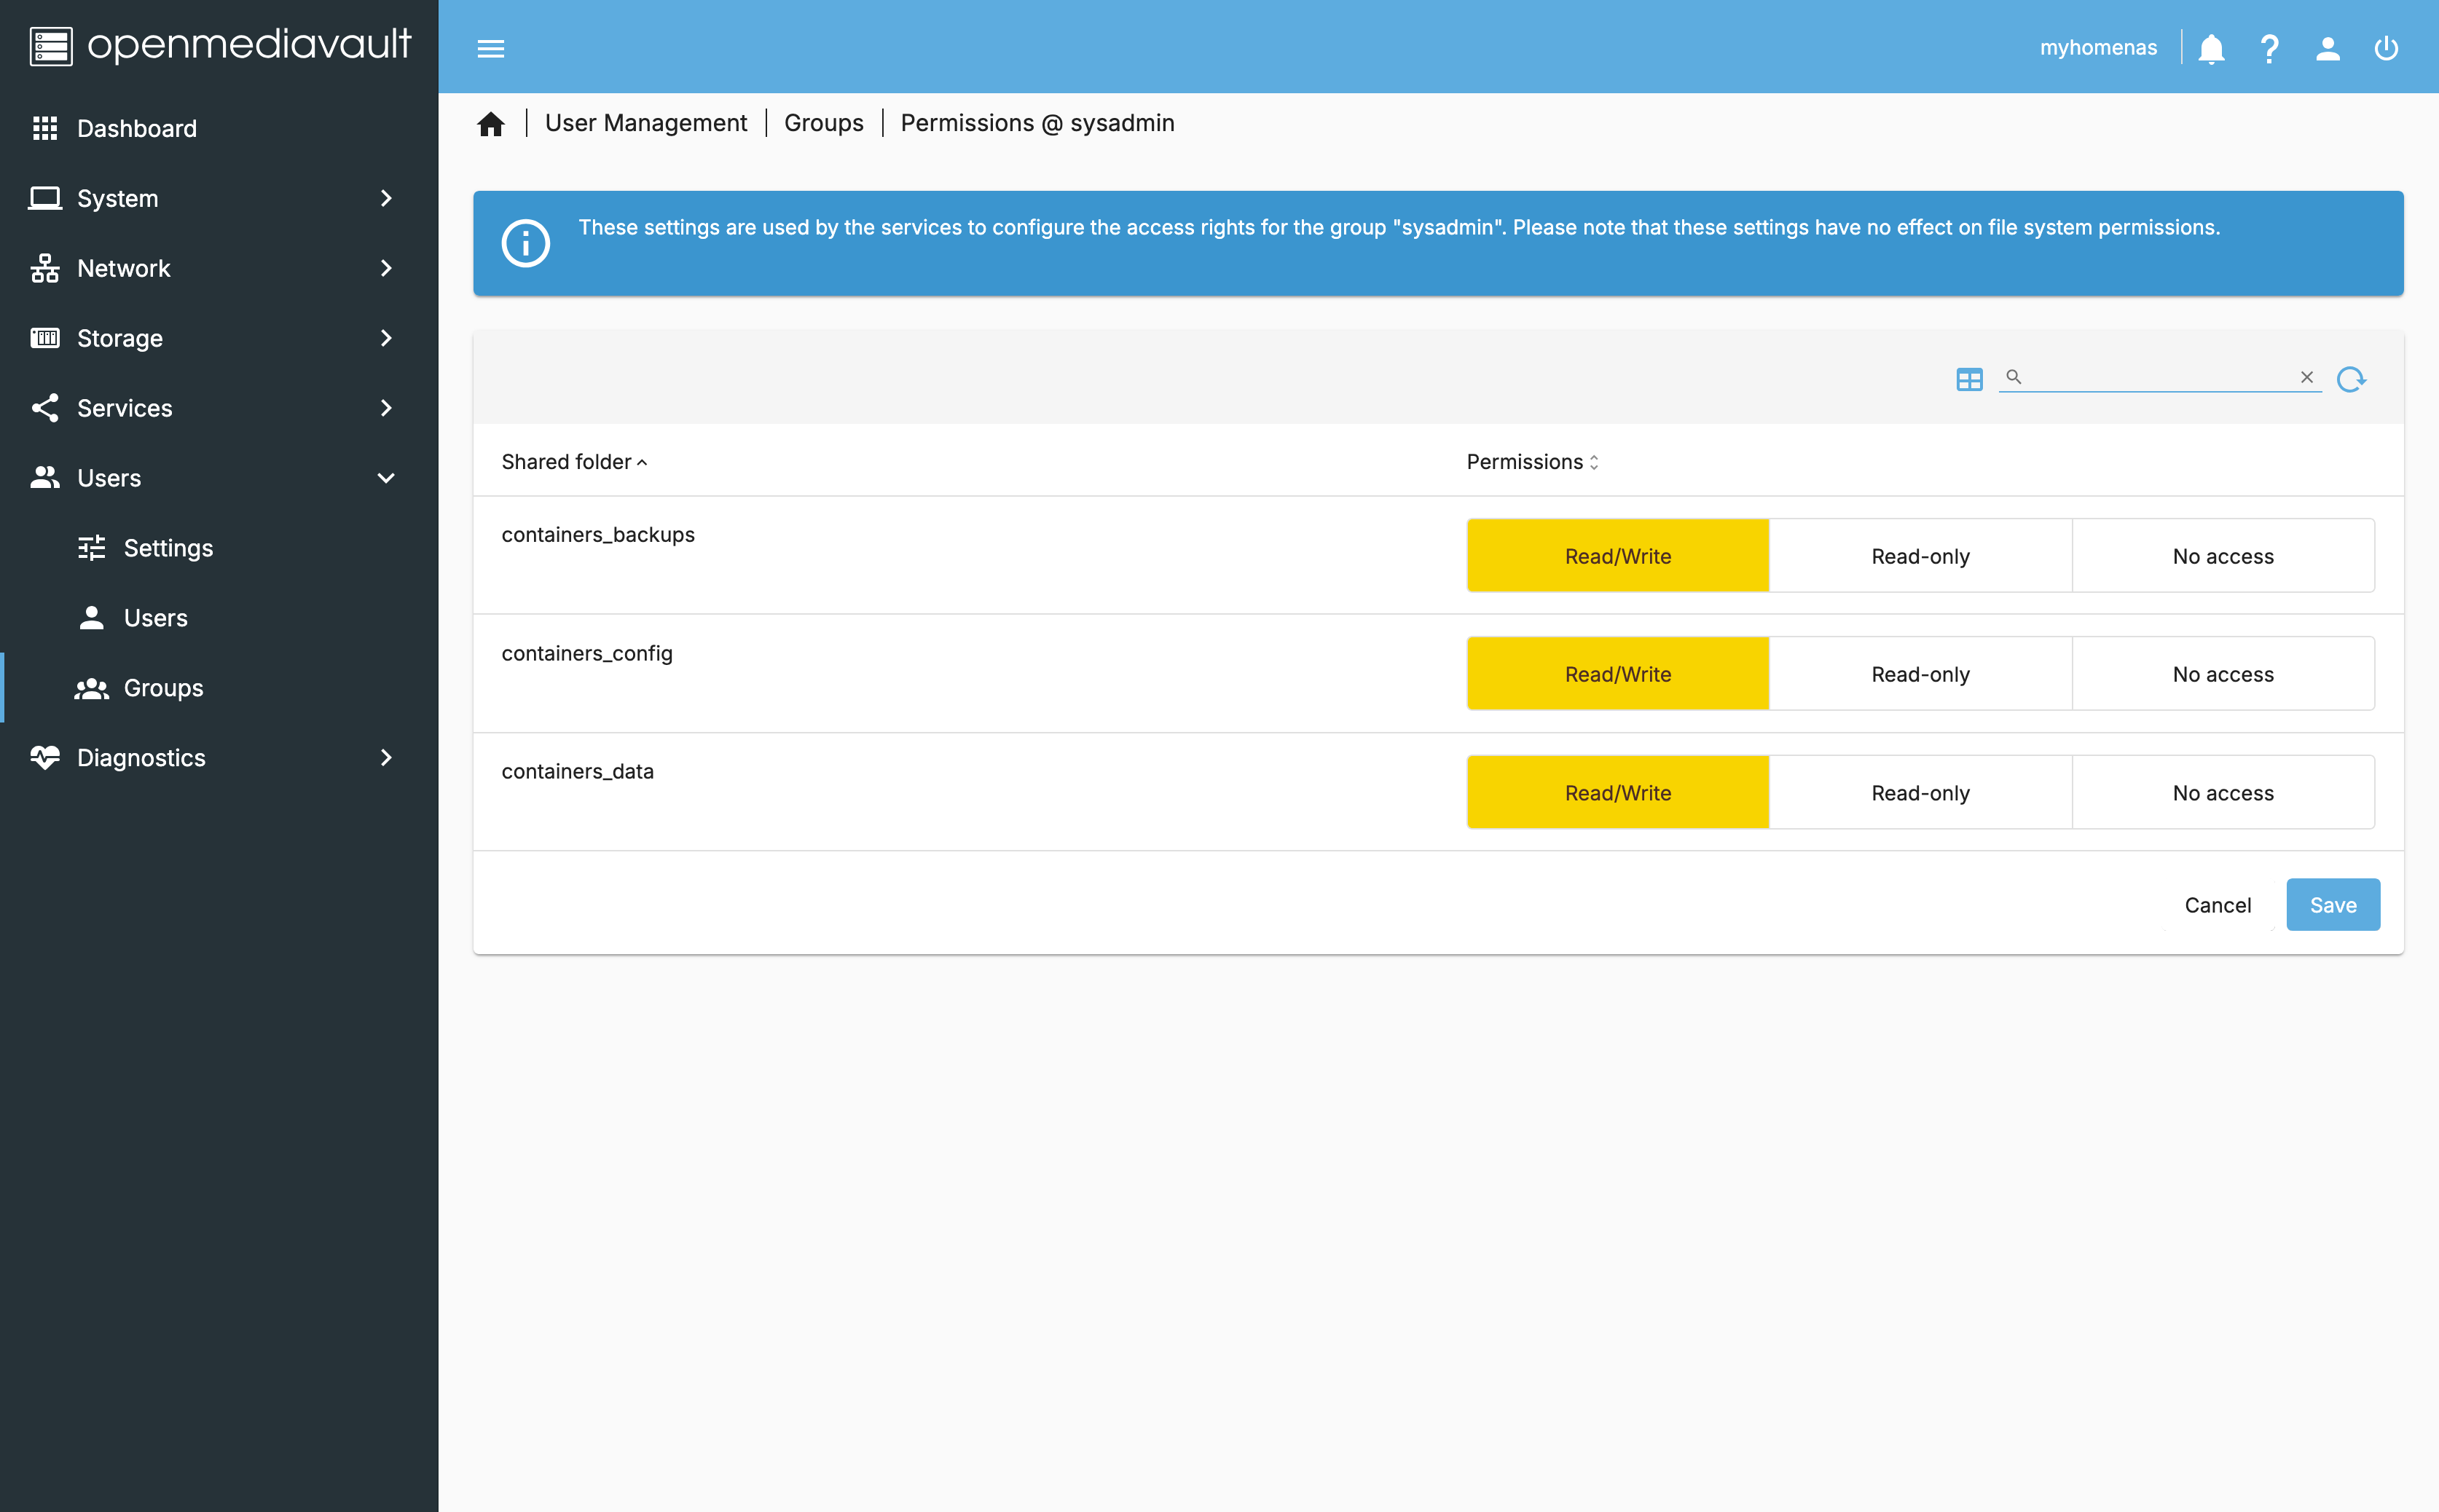 openmediavault
myhomenas
Dashboard
System
Network
Storage
Services
Users
Settings
Users
Groups
Diagnostics
User Management | Groups | Permissions @ sysadmin
These settings are used by the services to configure the access rights for the group "sysadmin". Please note that these settings have no effect on file system permissions.
Shared folder Permissions
containers_backups Read/Write Read-only No access
containers_config Read/Write Read-only No access
containers_data Read/Write Read-only No access
Cancel Save